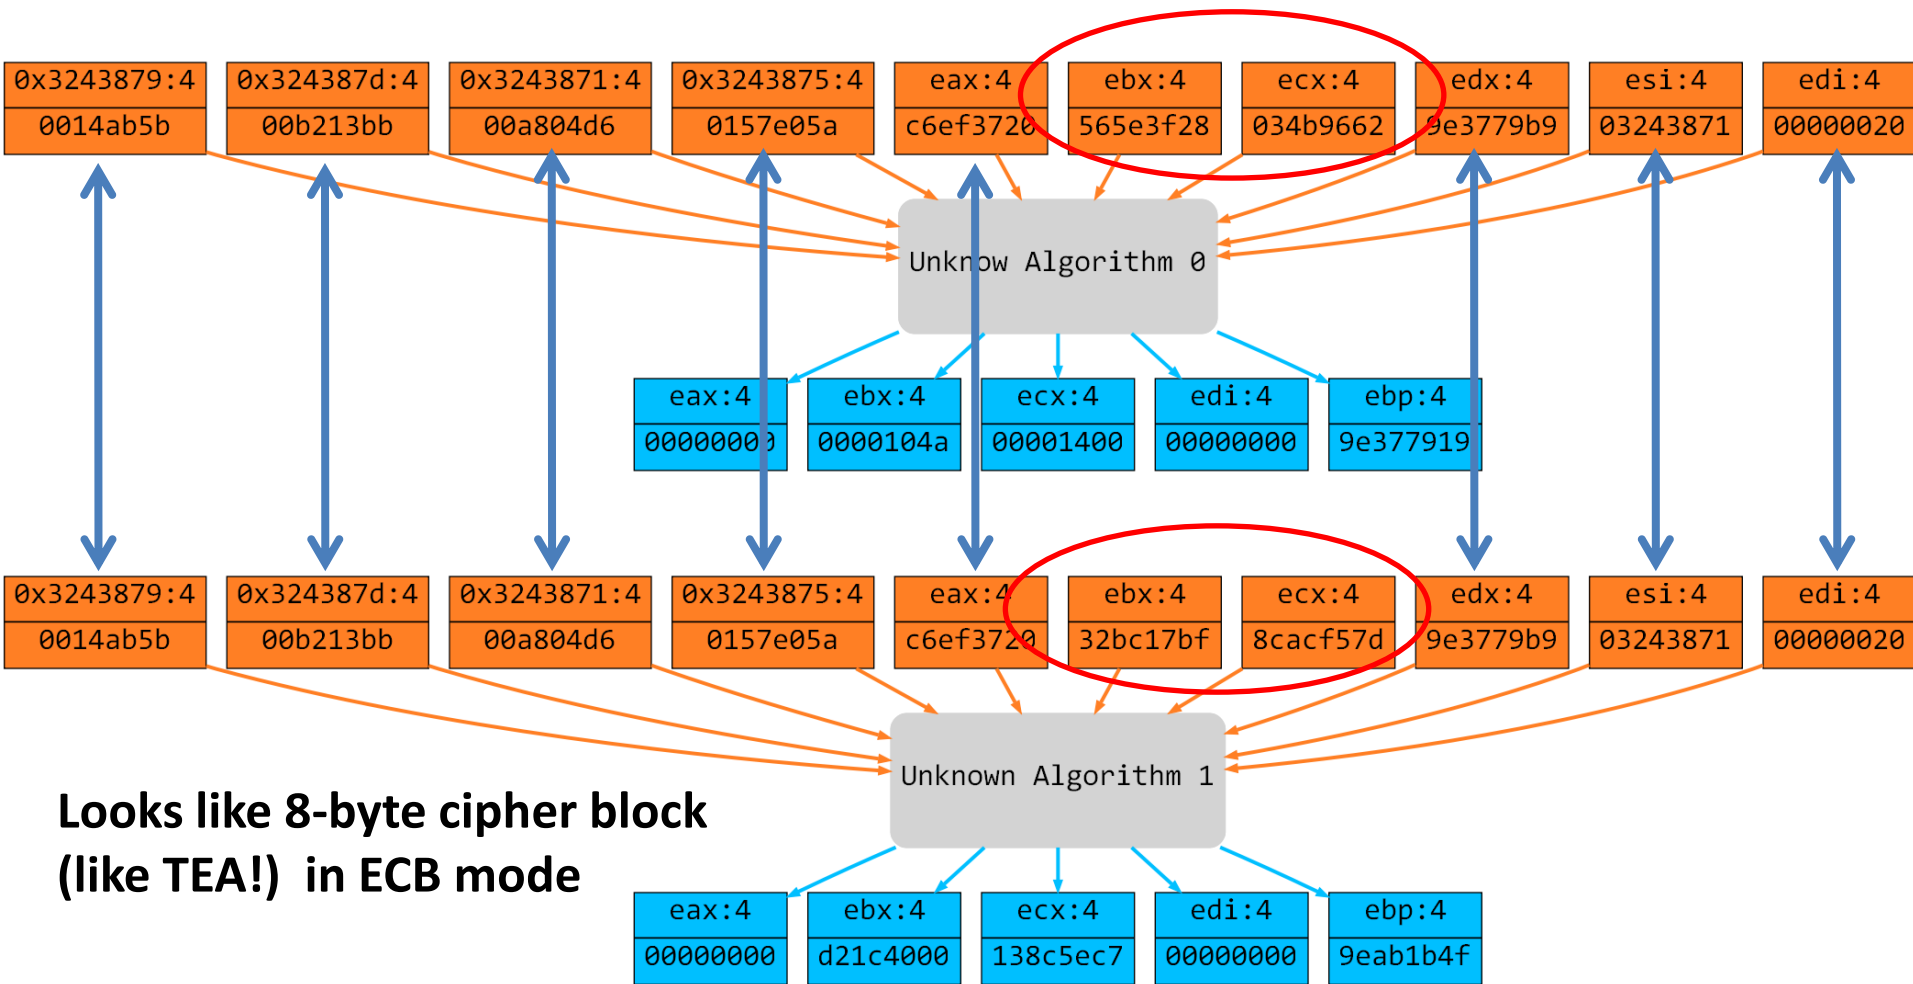 0x3243879:4 0x324387d:4 0x3243871:4 0x3243875:4 eax:4 ebx:4 ecx:4 edx:4 esi:4 edi:4
0014ab5b 00b213bb 00a804d6 0157e05a c6ef3720 565e3f28 034b9662 9e3779b9 03243871 00000020
Unknow Algorithm 0
eax:4 ebx:4 ecx:4 edi:4 ebp:4
00000000 0000104a 00001400 00000000 9e377919
0x3243879:4 0x324387d:4 0x3243871:4 0x3243875:4 eax:4 ebx:4 ecx:4 edx:4 esi:4 edi:4
0014ab5b 00b213bb 00a804d6 0157e05a c6ef3720 32bc17bf 8cacf57d 9e3779b9 03243871 00000020
Unknown Algorithm 1
Looks like 8-byte cipher block
(like TEA!) in ECB mode
eax:4 ebx:4 ecx:4 edi:4 ebp:4
00000000 d21c4000 138c5ec7 00000000 9eab1b4f